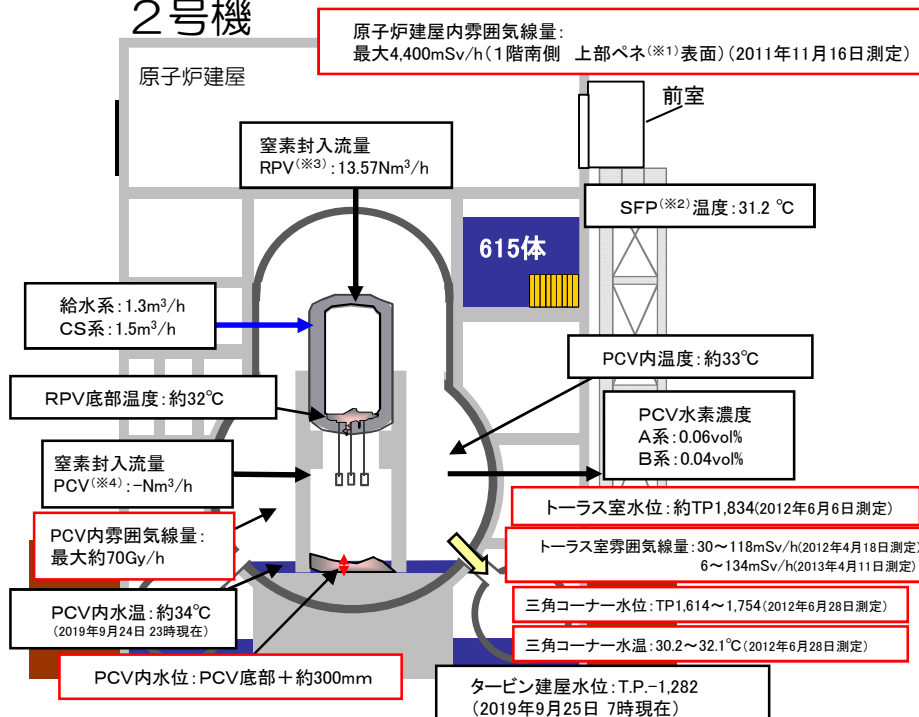 2号機
原子炉建屋内雰囲気線量：
最大4,400mSv/h（1階南側　上部ペネ(※1)表面）（2011年11月16日測定）
原子炉建屋
前室
窒素封入流量
RPV(※3)：13.57Nm³/h
SFP(※2)温度：31.2 ℃
615体
給水系：1.3m³/h
CS系：1.5m³/h
PCV内温度：約33℃
RPV底部温度：約32℃
PCV水素濃度
A系：0.06vol%
B系：0.04vol%
窒素封入流量
PCV(※4)：-Nm³/h
トーラス室水位：約TP1,834（2012年6月6日測定）
PCV内雰囲気線量：
最大約70Gy/h
トーラス室雰囲気線量：30～118mSv/h（2012年4月18日測定）
6～134mSv/h（2013年4月11日測定）
PCV内水温：約34℃
（2019年9月24日 23時現在）
三角コーナー水位：TP1,614～1,754（2012年6月28日測定）
三角コーナー水温：30.2～32.1℃（2012年6月28日測定）
PCV内水位：PCV底部＋約300mm
タービン建屋水位：T.P.-1,282
（2019年9月25日 7時現在）